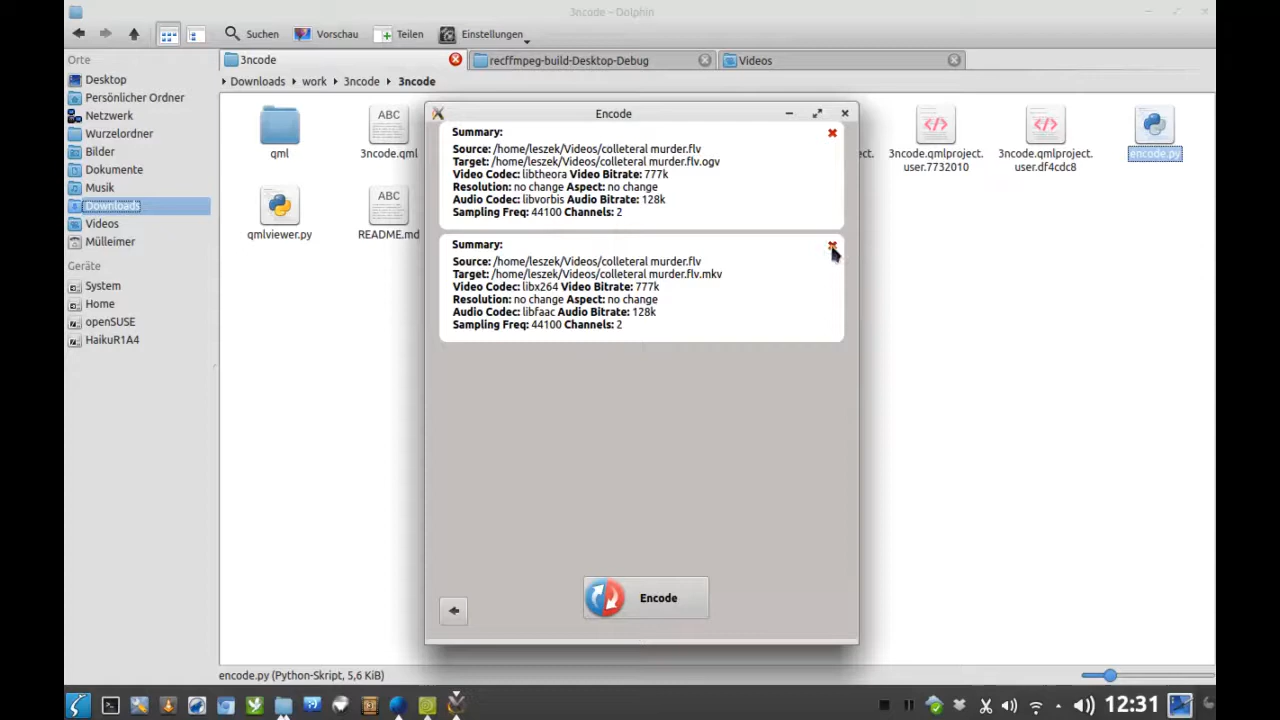 3ncode – Dolphin
Suchen
Vorschau
Teilen
Einstellungen
Orte
Desktop
Persönlicher Ordner
Netzwerk
Wurzelordner
Bilder
Dokumente
Musik
Downloads
Videos
Mülleimer
Geräte
System
Home
openSUSE
HaikuR1A4
3ncode
recffmpeg-build-Desktop-Debug
Videos
Downloads work 3ncode 3ncode
qml
ABC
3ncode.qml
3ncode.qmlproject.
user.7732010
3ncode.qmlproject.
user.df4cdc8
encode.py
qmlviewer.py
ABC
README.md
Encode
Summary:
Source: /home/leszek/Videos/colleteral murder.flv
Target: /home/leszek/Videos/colleteral murder.flv.ogv
Video Codec: libtheora Video Bitrate: 777k
Resolution: no change Aspect: no change
Audio Codec: libvorbis Audio Bitrate: 128k
Sampling Freq: 44100 Channels: 2
Summary:
Source: /home/leszek/Videos/colleteral murder.flv
Target: /home/leszek/Videos/colleteral murder.flv.mkv
Video Codec: libx264 Video Bitrate: 777k
Resolution: no change Aspect: no change
Audio Codec: libfaac Audio Bitrate: 128k
Sampling Freq: 44100 Channels: 2
Encode
encode.py (Python-Skript, 5,6 KiB)
12:31